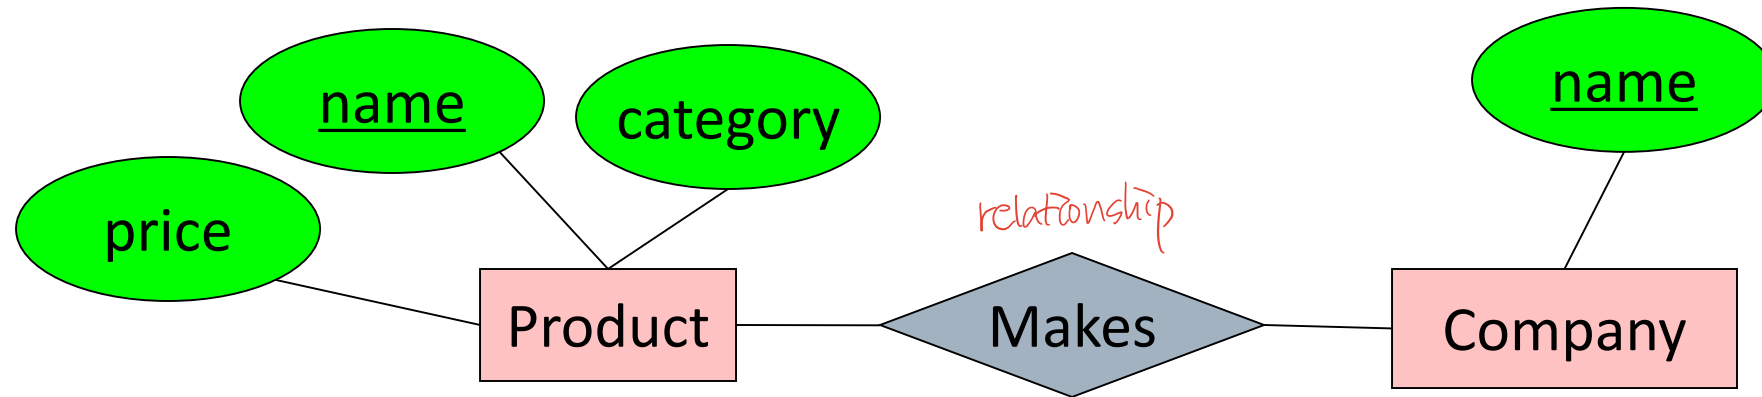 name
name
category
price
relationship
Product
Makes
Company